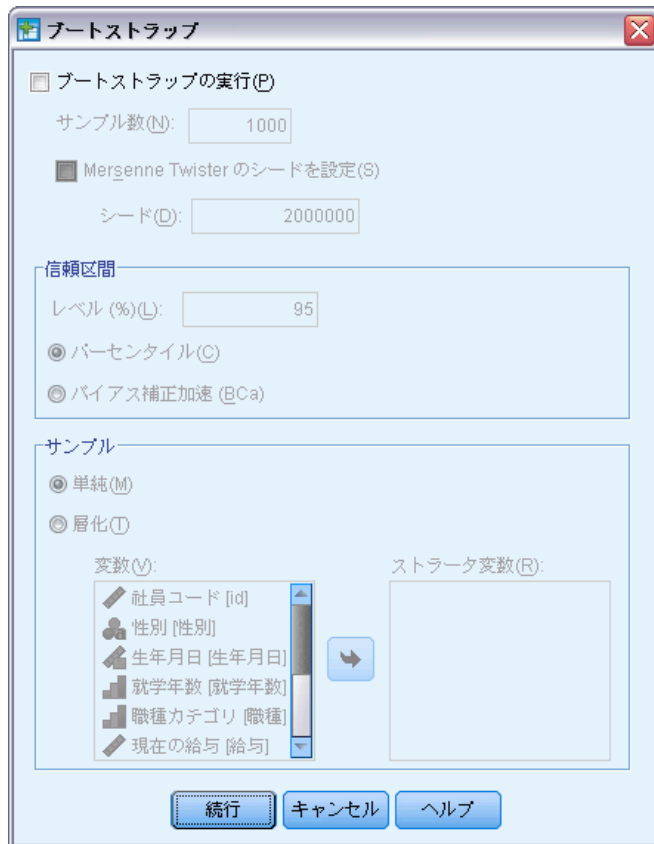 ブートストラップ
ブートストラップの実行(P)
サンプル数(N): 1000
Mersenne Twister のシードを設定(S)
シード(D): 2000000
信頼区間
レベル (%)(L): 95
パーセンタイル(C)
バイアス補正加速 (BCa)
サンプル
単純(M)
層化(T)
変数(V):
ストラータ変数(R):
社員コード [id]
性別 [性別]
生年月日 [生年月日]
就学年数 [就学年数]
職種カテゴリ [職種]
現在の給与 [給与]
続行 キャンセル ヘルプ